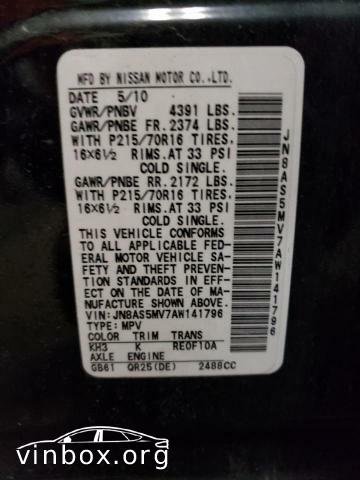 MFD BY NISSAN MOTOR CO.,LTD.
DATE 5/10
GVWR/PNBV 4391 LBS.
GAWR/PNBE FR. 2374 LBS.
WITH P215/70R16 TIRES,
16x6½ RIMS.AT 33 PSI
COLD SINGLE.
GAWR/PNBE RR. 2172 LBS.
WITH P215/70R16 TIRES,
16x6½ RIMS.AT 33 PSI
COLD SINGLE.
THIS VEHICLE CONFORMS
TO ALL APPLICABLE FED-
ERAL MOTOR VEHICLE SA-
FETY AND THEFT PREVENTION
STANDARDS IN EFFECT
ON THE DATE OF MA-
NUFACTURE SHOWN ABOVE.
VIN: JN8AS5MV7AW141796
TYPE: MPV
COLOR TRIM TRANS
KH3 K RE0F10A
AXLE ENGINE
GB61 QR25(DE) 2488CC
JN8AS5MV7AW141796
vinbox.org